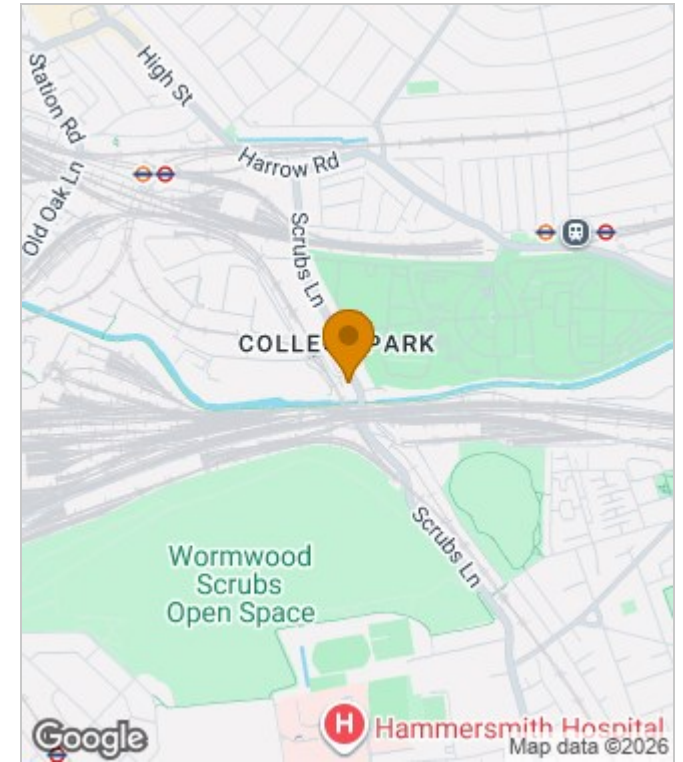 High St
Station Rd
Harrow Rd
Old Oak Ln
Scrubs Ln
COLLE PARK
Scrubs Ln
Wormwood
Scrubs
Open Space
H Hammersmith Hospital
Google
Map data ©2026